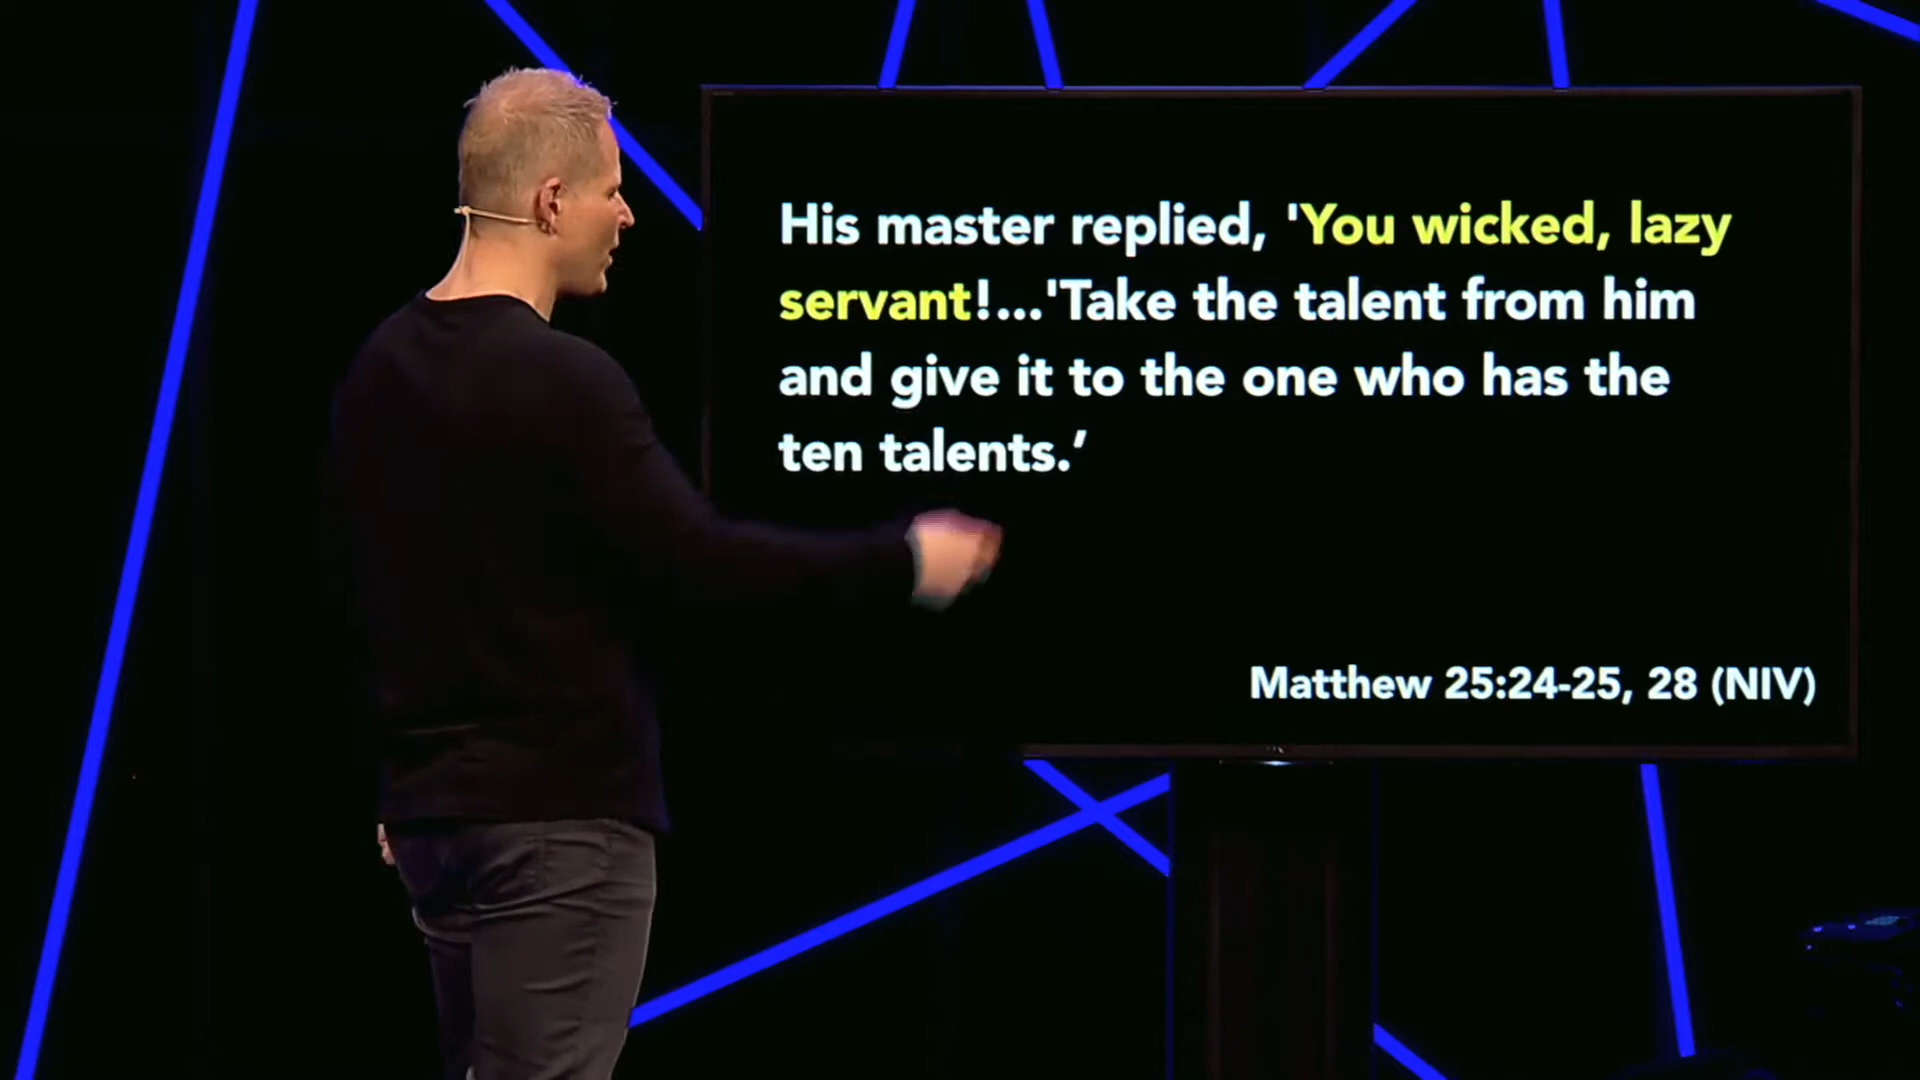 His master replied, 'You wicked, lazy
servant!...'Take the talent from him
and give it to the one who has the
ten talents.’
Matthew 25:24-25, 28 (NIV)